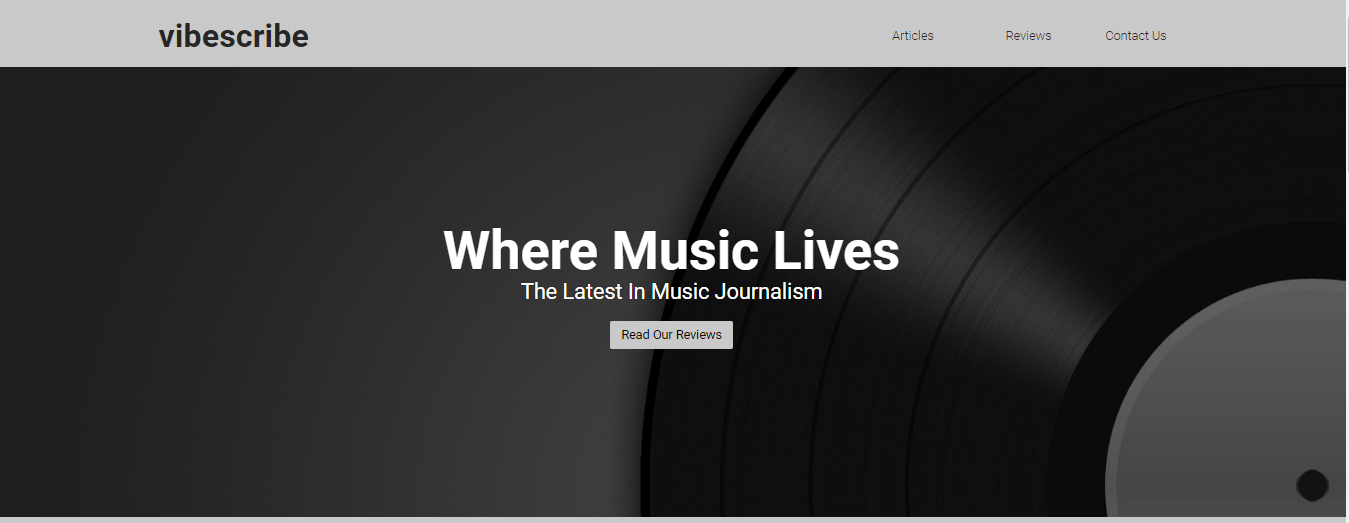 vibescribe
Articles Reviews Contact Us
Where Music Lives
The Latest In Music Journalism
Read Our Reviews